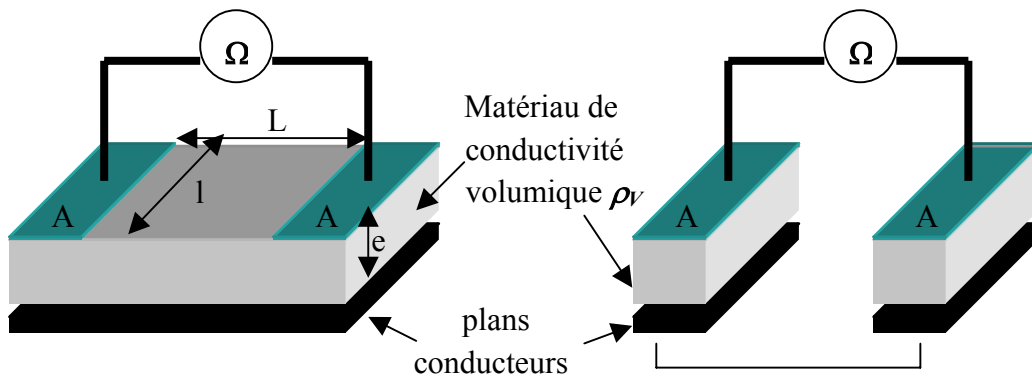 Ω
Ω
L
l
A
A
e
Matériau de
conductivité
volumique ρV
plans
conducteurs
A
A